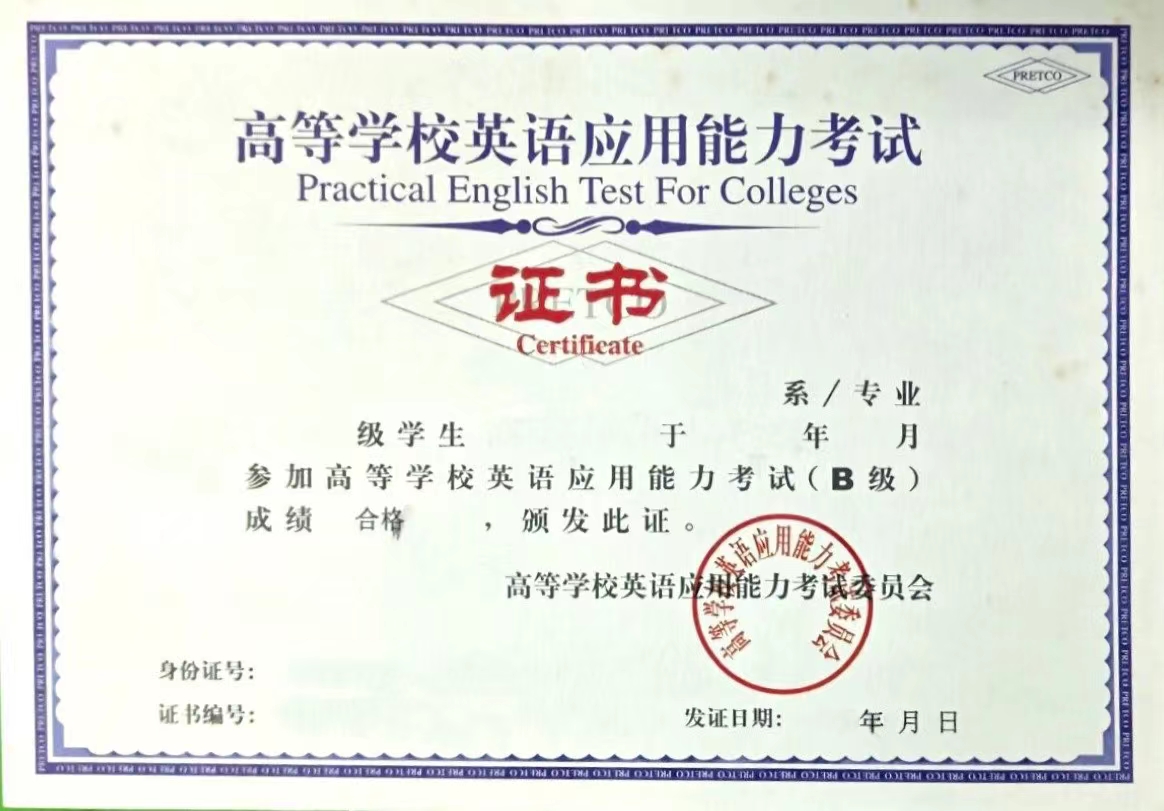 PRETCO
高等学校英语应用能力考试
Practical English Test For Colleges
PRETCO
证书
Certificate
系/专业
级学生 于 年 月
参加高等学校英语应用能力考试(B级)
成绩 合格 ，颁发此证。
高等学校英语应用能力考试委员会
高等学校英语应用能力考试委员会
身份证号:
证书编号:
发证日期: 年月日